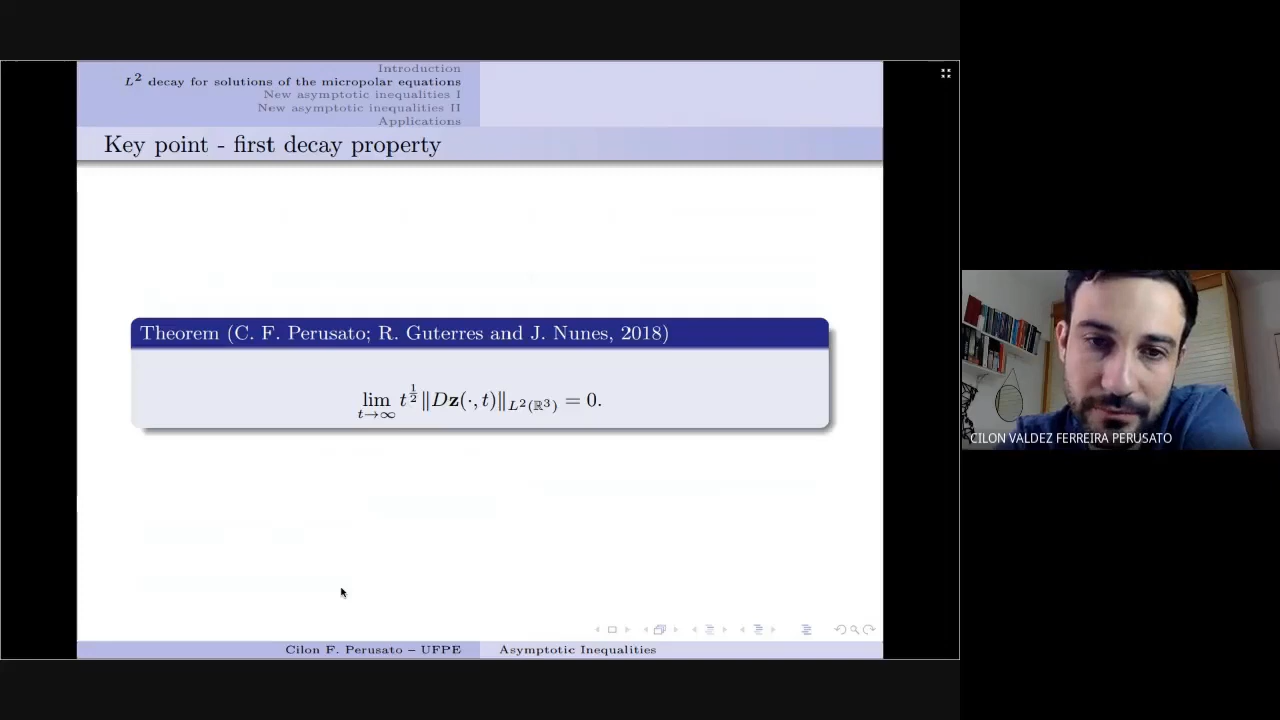 Introduction
L² decay for solutions of the micropolar equations
New asymptotic inequalities I
New asymptotic inequalities II
Applications
Key point - first decay property
Theorem (C. F. Perusato; R. Guterres and J. Nunes, 2018)
lim_{t→∞} t^{1/2} ‖Dz(·, t)‖_{L²(ℝ³)} = 0.
CILON VALDEZ FERREIRA PERUSATO
Cilon F. Perusato – UFPE
Asymptotic Inequalities